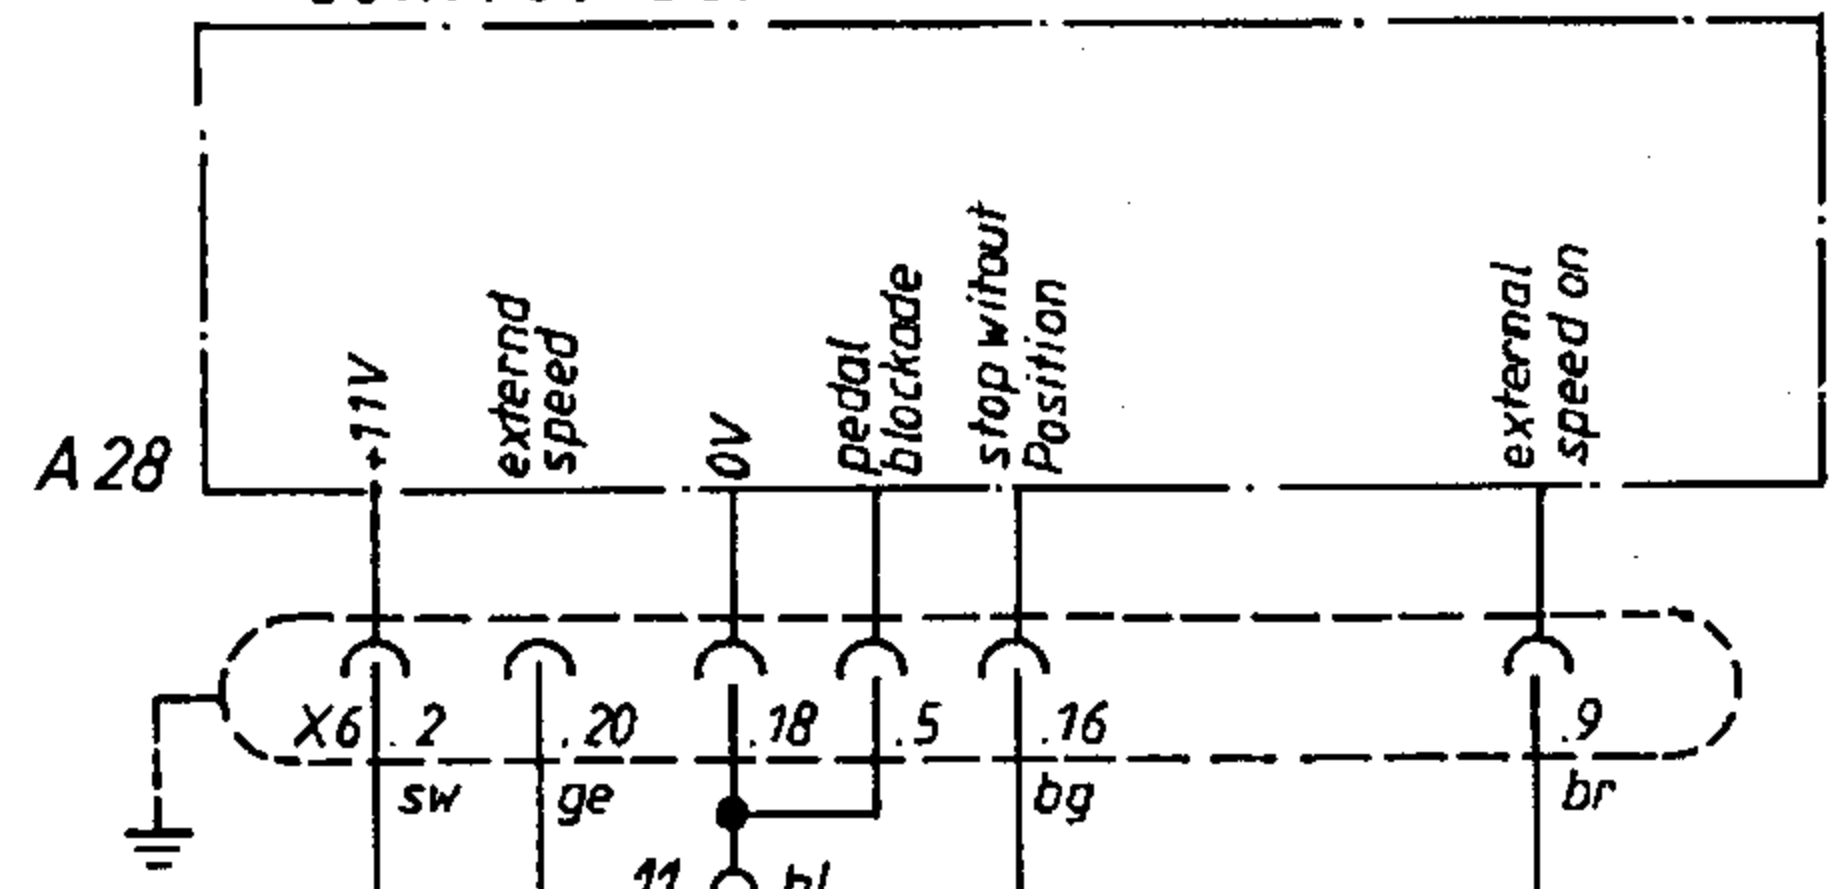 A28
+11V
externd
speed
0V
pedal
blockade
stop witout
Position
external
speed on
X6 .2
.20
.18
.5
.16
.9
sw
ge
bg
br
11
bl